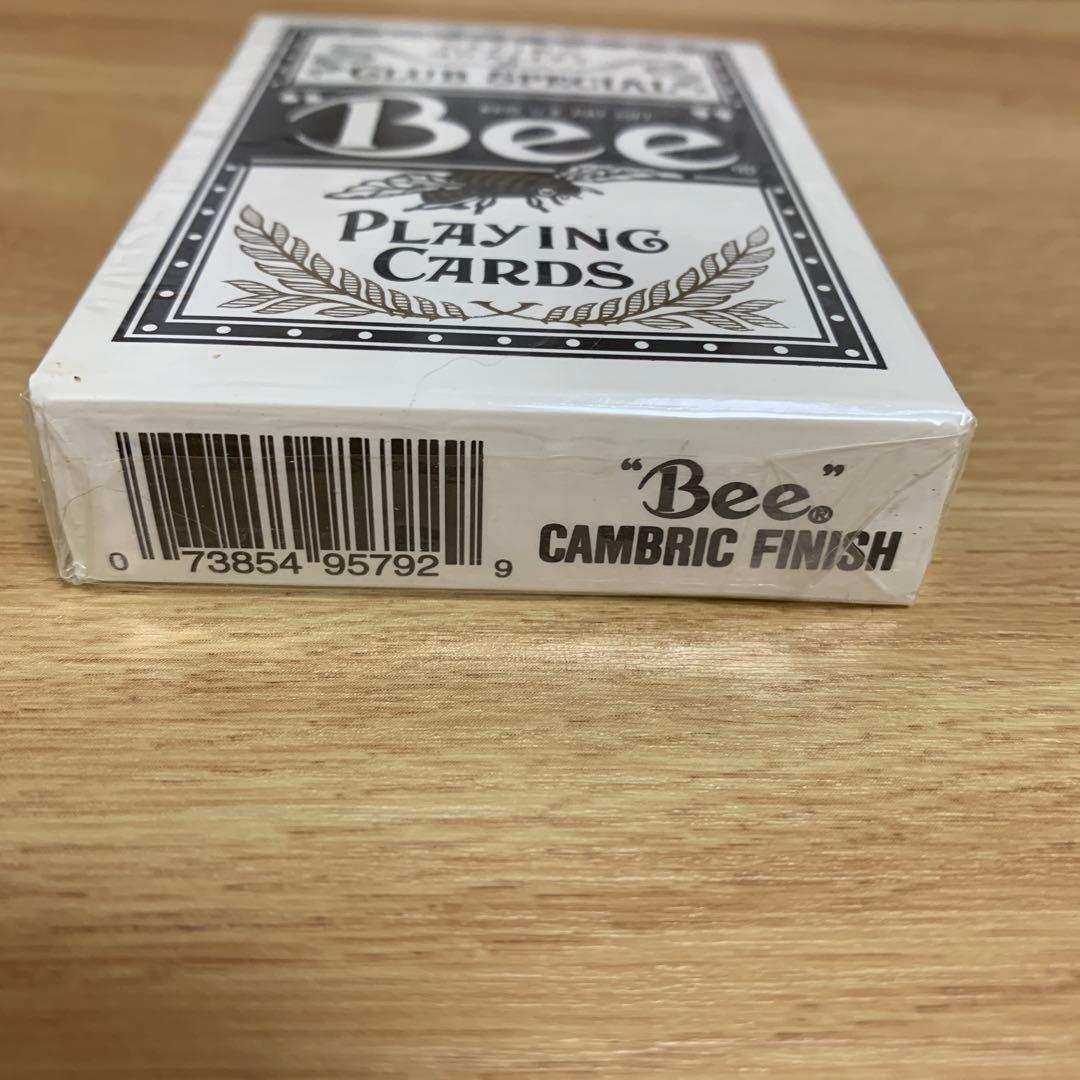 CLUB SPECIAL
"Bee"®
PLAYING
CARDS
0 73854 95792 9
"Bee®"
CAMBRIC FINISH